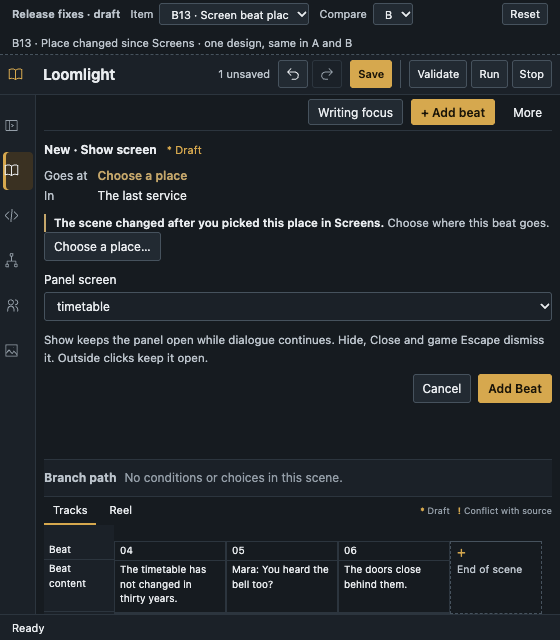 Release fixes · draft Item B13 · Screen beat plac Compare B Reset
B13 · Place changed since Screens · one design, same in A and B
Loomlight 1 unsaved Save Validate Run Stop
Writing focus + Add beat More
New · Show screen * Draft
Goes at Choose a place
In The last service
The scene changed after you picked this place in Screens. Choose where this beat goes.
Choose a place...
Panel screen
timetable
Show keeps the panel open while dialogue continues. Hide, Close and game Escape dismiss
it. Outside clicks keep it open.
Cancel Add Beat
Branch path No conditions or choices in this scene.
Tracks Reel * Draft ! Conflict with source
Beat 04 05 06 +
End of scene
Beat content The timetable has not changed in thirty years. Mara: You heard the bell too? The doors close behind them.
Ready